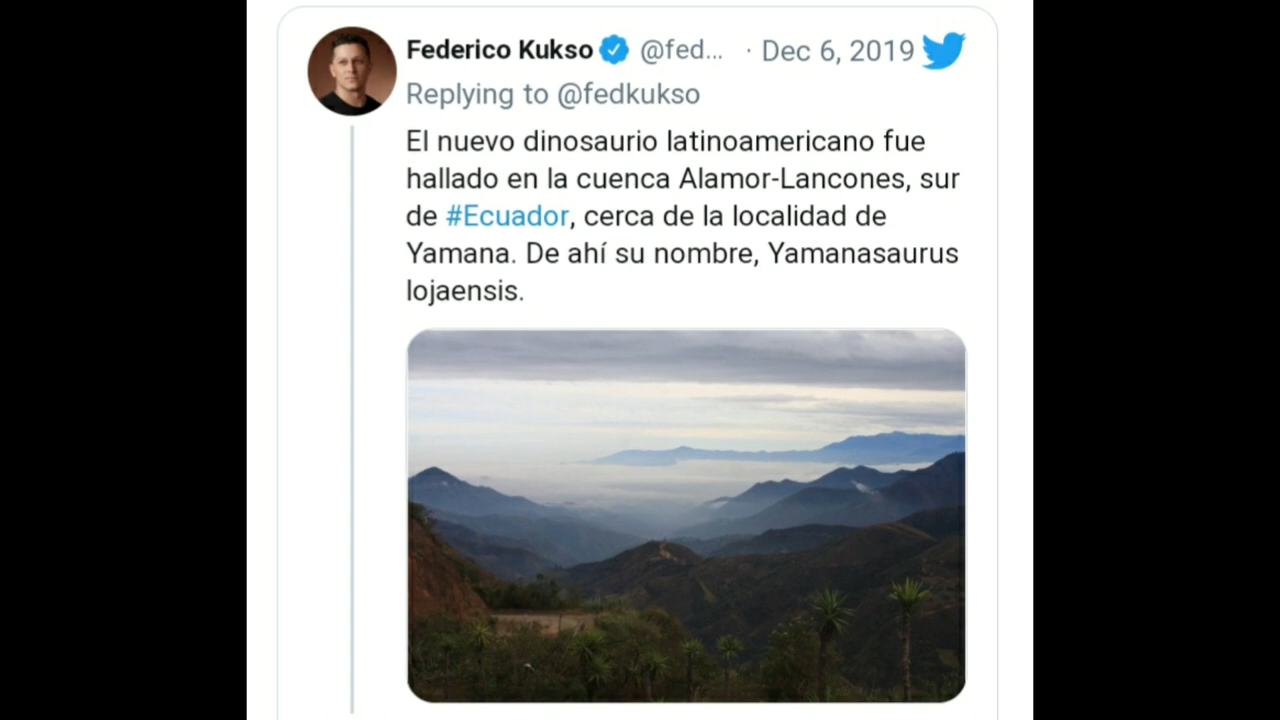 Federico Kukso @fed... · Dec 6, 2019
Replying to @fedkukso
El nuevo dinosaurio latinoamericano fue
hallado en la cuenca Alamor-Lancones, sur
de #Ecuador, cerca de la localidad de
Yamana. De ahí su nombre, Yamanasaurus
lojaensis.